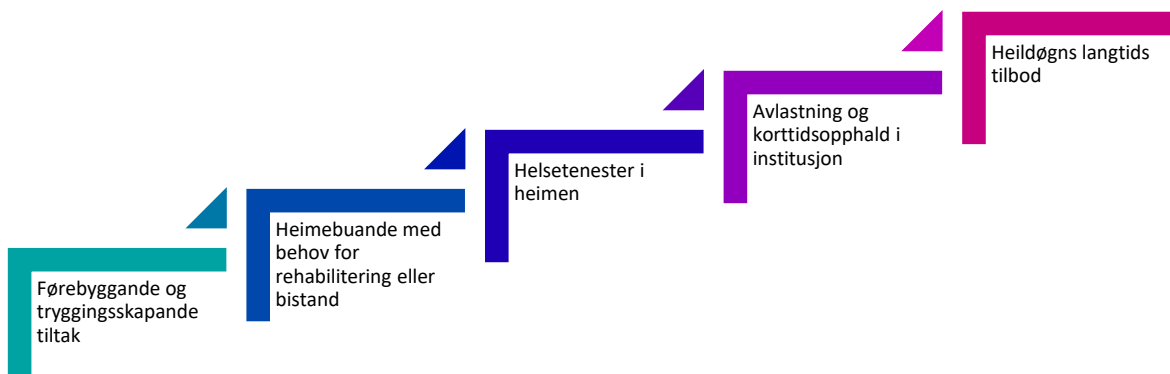 Førebyggande og
tryggingsskapande
tiltak
Heimebuande med
behov for
rehabilitering eller
bistand
Helsetenester i
heimen
Avlastning og
korttidsopphald i
institusjon
Heildøgns langtids
tilbod